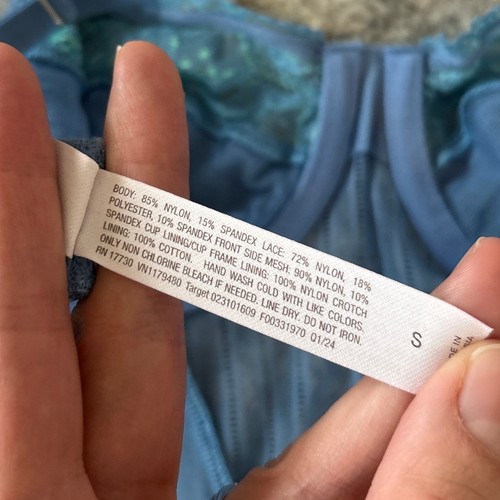 BODY: 85% NYLON, 15% SPANDEX LACE: 72% NYLON, 18%
POLYESTER, 10% SPANDEX FRONT SIDE MESH: 90% NYLON, 10%
SPANDEX CUP LINING/CUP FRAME LINING: 100% NYLON CROTCH
LINING: 100% COTTON. HAND WASH COLD WITH LIKE COLORS.
ONLY NON CHLORINE BLEACH IF NEEDED. LINE DRY. DO NOT IRON.
RN 17730 VN1179480 Target 023101609 F00331970 Q1/24
S